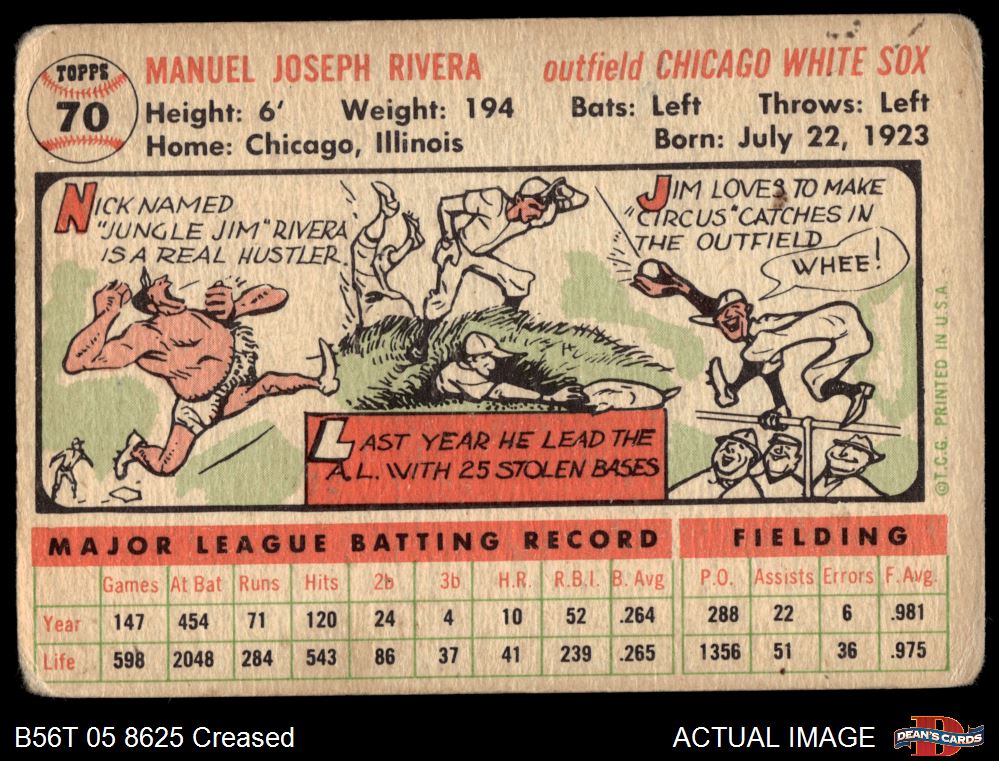 TOPPS
70
MANUEL JOSEPH RIVERA outfield CHICAGO WHITE SOX
Height: 6' Weight: 194 Bats: Left Throws: Left
Home: Chicago, Illinois Born: July 22, 1923
NICK NAMED
"JUNGLE JIM" RIVERA
IS A REAL HUSTLER.
JIM LOVES TO MAKE
"CIRCUS" CATCHES IN
THE OUTFIELD
WHEE!
LAST YEAR HE LEAD THE
A.L. WITH 25 STOLEN BASES
©T.C.G. PRINTED IN U.S.A.
MAJOR LEAGUE BATTING RECORD FIELDING
Games At Bat Runs Hits 2b 3b H.R. R.B.I. B. Avg P.O. Assists Errors F. Avg.
Year 147 454 71 120 24 4 10 52 .264 288 22 6 .981
Life 598 2048 284 543 86 37 41 239 .265 1356 51 36 .975
B56T 05 8625 Creased ACTUAL IMAGE DEAN'S CARDS